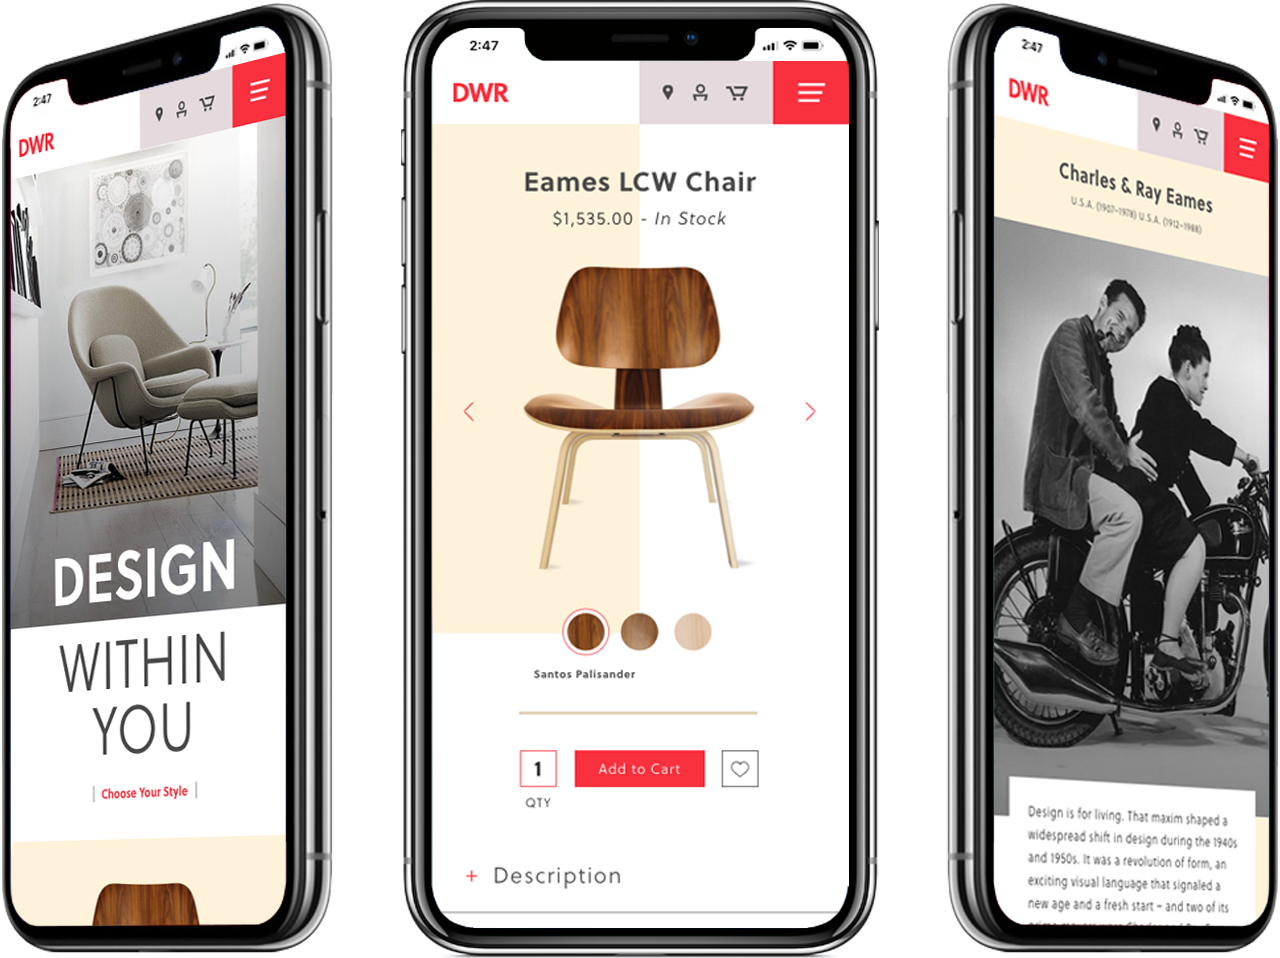 2:47
DWR
DESIGN
WITHIN
YOU
Choose Your Style
2:47
DWR
Eames LCW Chair
$1,535.00 - In Stock
Santos Palisander
1
Add to Cart
QTY
+ Description
2:47
DWR
Charles & Ray Eames
U.S.A. (1907-1978) U.S.A. (1912-1988)
Design is for living. That maxim shaped a
widespread shift in design during the 1940s
and 1950s. It was a revolution of form, an
exciting visual language that signaled a
new age and a fresh start – and two of its